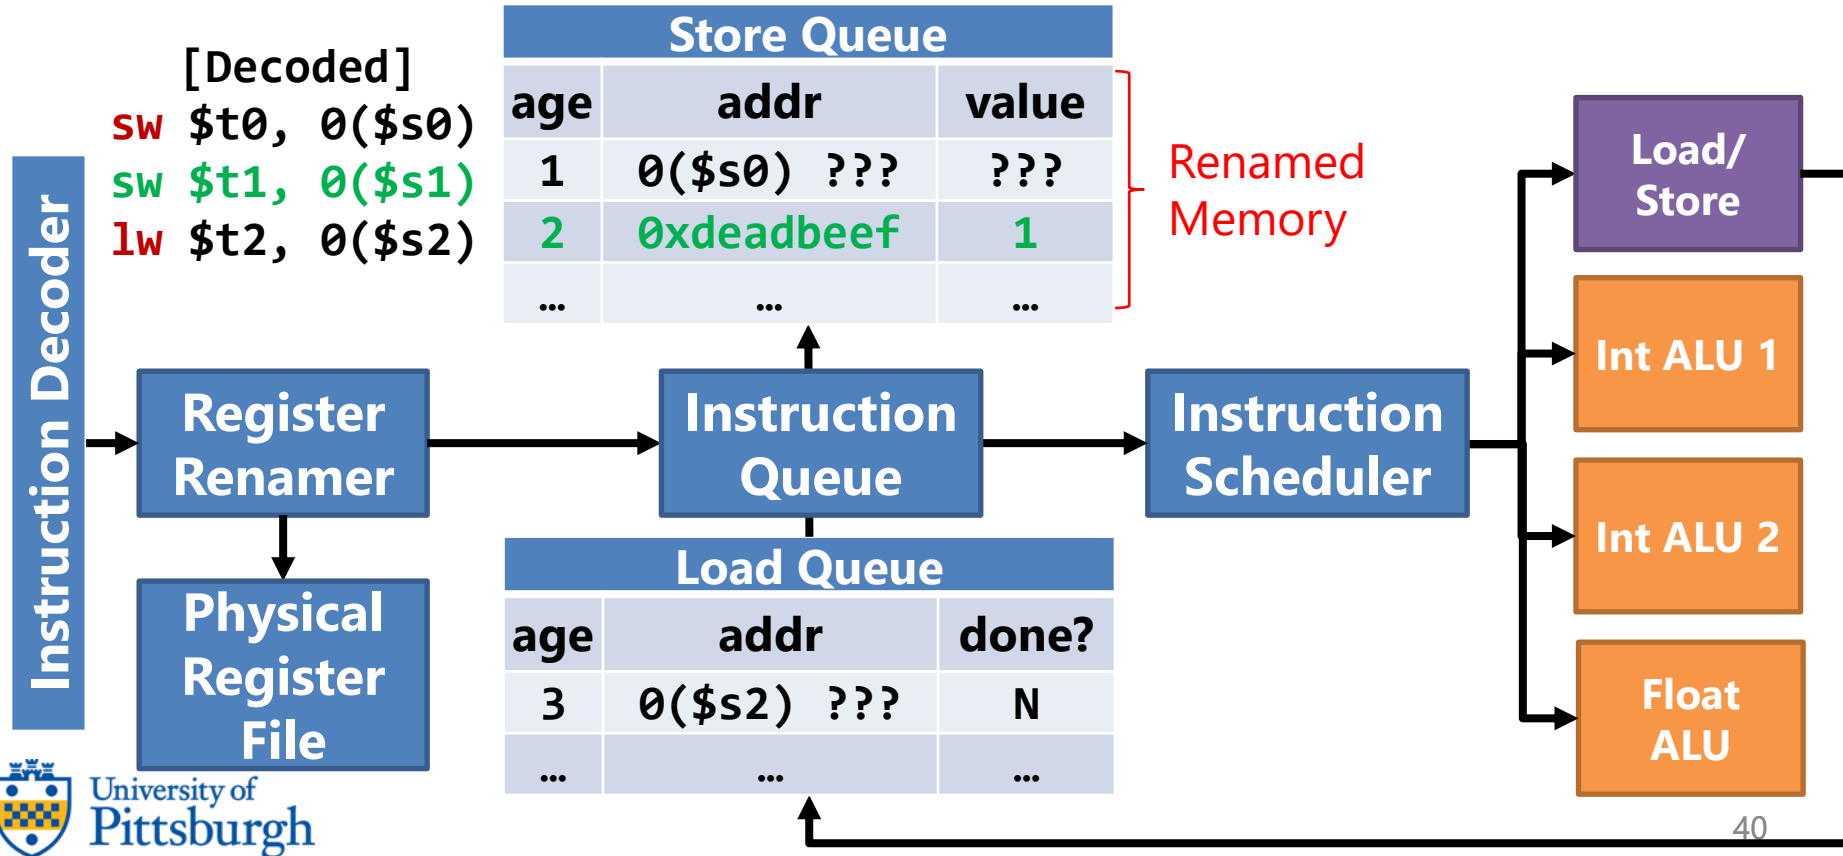 [Decoded]
sw $t0, 0($s0)
sw $t1, 0($s1)
lw $t2, 0($s2)
Store Queue
age addr value
1 0($s0) ??? ???
2 0xdeadbeef 1
… … …
Renamed
Memory
Instruction Decoder
Register
Renamer
Physical
Register
File
Instruction
Queue
Instruction
Scheduler
Load Queue
age addr done?
3 0($s2) ??? N
… … …
Load/
Store
Int ALU 1
Int ALU 2
Float
ALU
University of
Pittsburgh
40